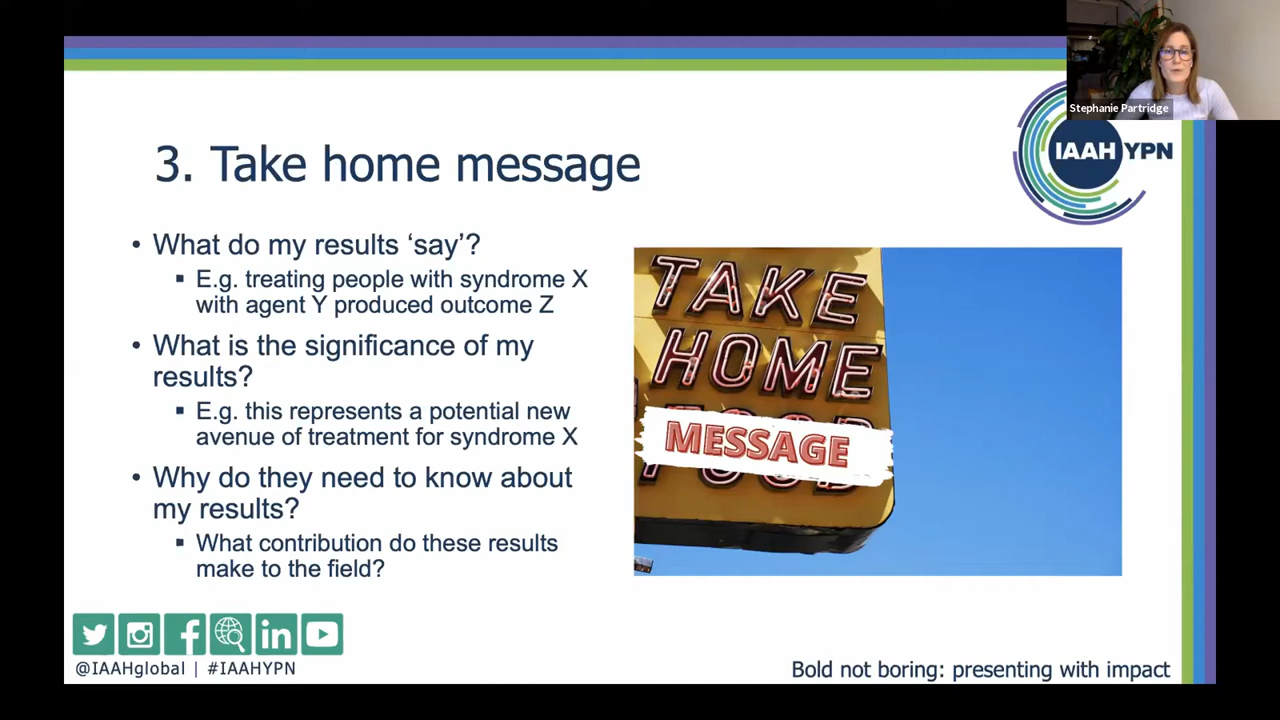 Stephanie Partridge
IAAH YPN
3. Take home message
• What do my results ‘say’?
▪ E.g. treating people with syndrome X
with agent Y produced outcome Z
• What is the significance of my
results?
▪ E.g. this represents a potential new
avenue of treatment for syndrome X
• Why do they need to know about
my results?
▪ What contribution do these results
make to the field?
TAKE
HOME
FOOD
MESSAGE
FOOD
@IAAHglobal | #IAAHYPN
Bold not boring: presenting with impact